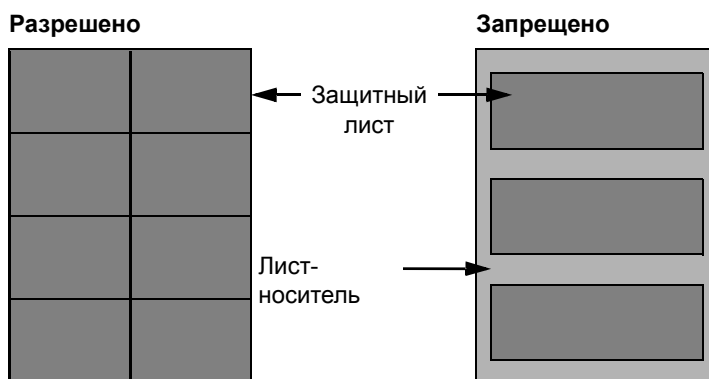 Разрешено
Запрещено
Защитный
лист
Лист-
носитель